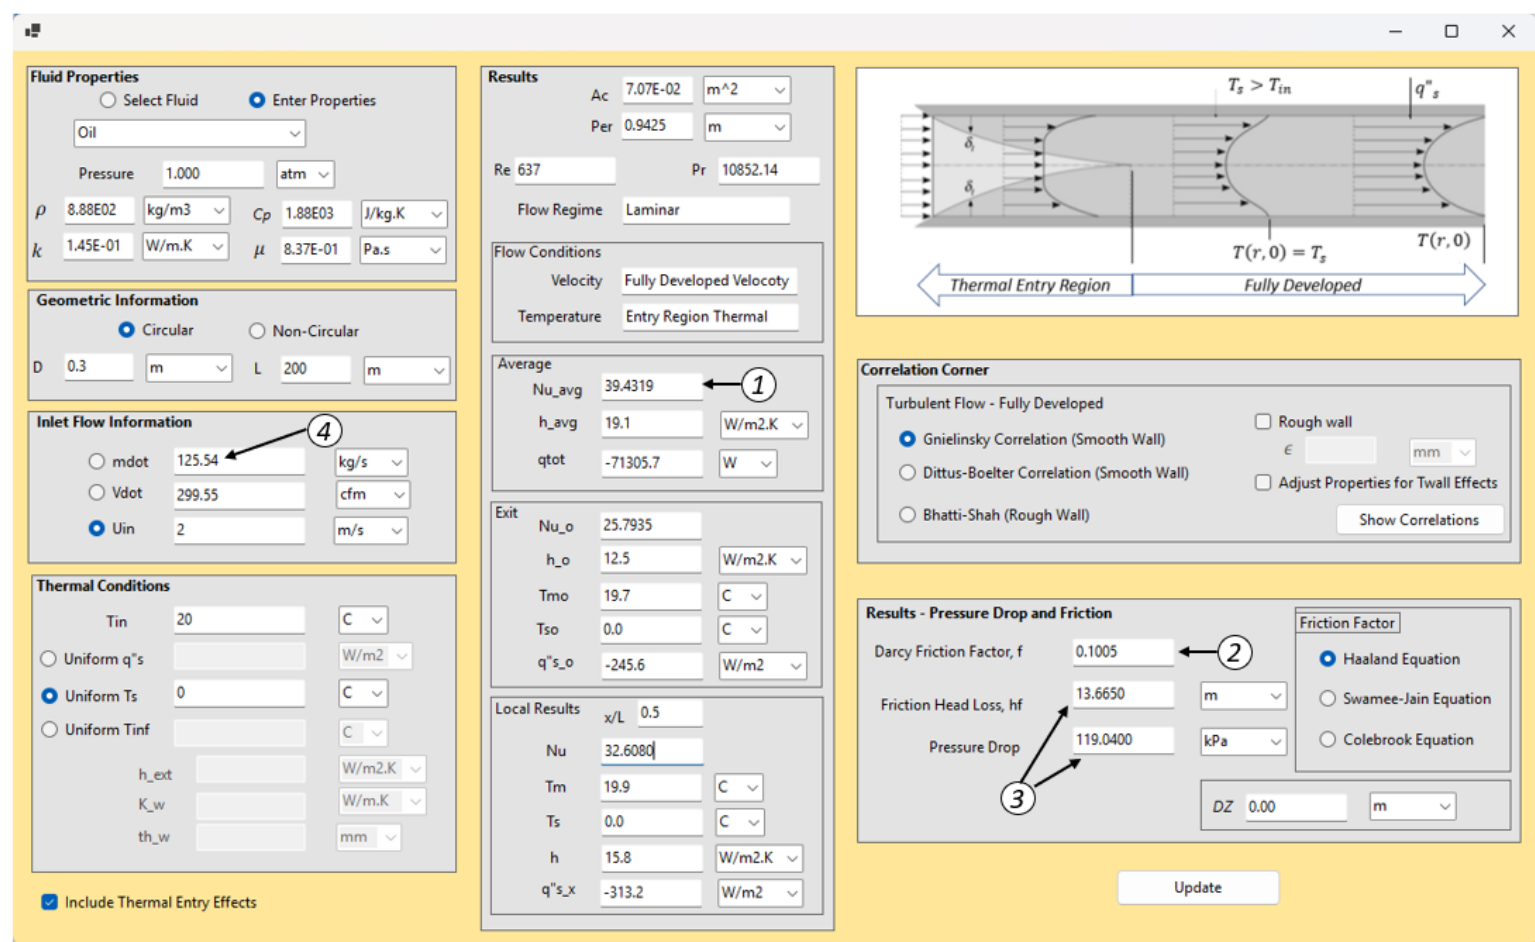 Fluid Properties
Select Fluid Enter Properties
Oil
Pressure 1.000 atm
ρ 8.88E02 kg/m3 Cp 1.88E03 J/kg.K
k 1.45E-01 W/m.K μ 8.37E-01 Pa.s
Geometric Information
Circular Non-Circular
D 0.3 m L 200 m
Inlet Flow Information
4
mdot 125.54 kg/s
Vdot 299.55 cfm
Uin 2 m/s
Thermal Conditions
Tin 20 C
Uniform q"s W/m2
Uniform Ts 0 C
Uniform Tinf C
h_ext W/m2.K
K_w W/m.K
th_w mm
Include Thermal Entry Effects
Results
Ac 7.07E-02 m^2
Per 0.9425 m
Re 637 Pr 10852.14
Flow Regime Laminar
Flow Conditions
Velocity Fully Developed Velocoty
Temperature Entry Region Thermal
Average
Nu_avg 39.4319 1
h_avg 19.1 W/m2.K
qtot -71305.7 W
Exit
Nu_o 25.7935
h_o 12.5 W/m2.K
Tmo 19.7 C
Tso 0.0 C
q"s_o -245.6 W/m2
Local Results x/L 0.5
Nu 32.6080
Tm 19.9 C
Ts 0.0 C
h 15.8 W/m2.K
q"s_x -313.2 W/m2
Ts > Tin q"s
δt
δt
T(r, 0) = Ts T(r, 0)
Thermal Entry Region Fully Developed
Correlation Corner
Turbulent Flow - Fully Developed
Gnielinsky Correlation (Smooth Wall)
Dittus-Boelter Correlation (Smooth Wall)
Bhatti-Shah (Rough Wall)
Rough wall
ϵ mm
Adjust Properties for Twall Effects
Show Correlations
Results - Pressure Drop and Friction
Darcy Friction Factor, f 0.1005 2
Friction Head Loss, hf 13.6650 m
Pressure Drop 119.0400 kPa
3
Friction Factor
Haaland Equation
Swamee-Jain Equation
Colebrook Equation
DZ 0.00 m
Update